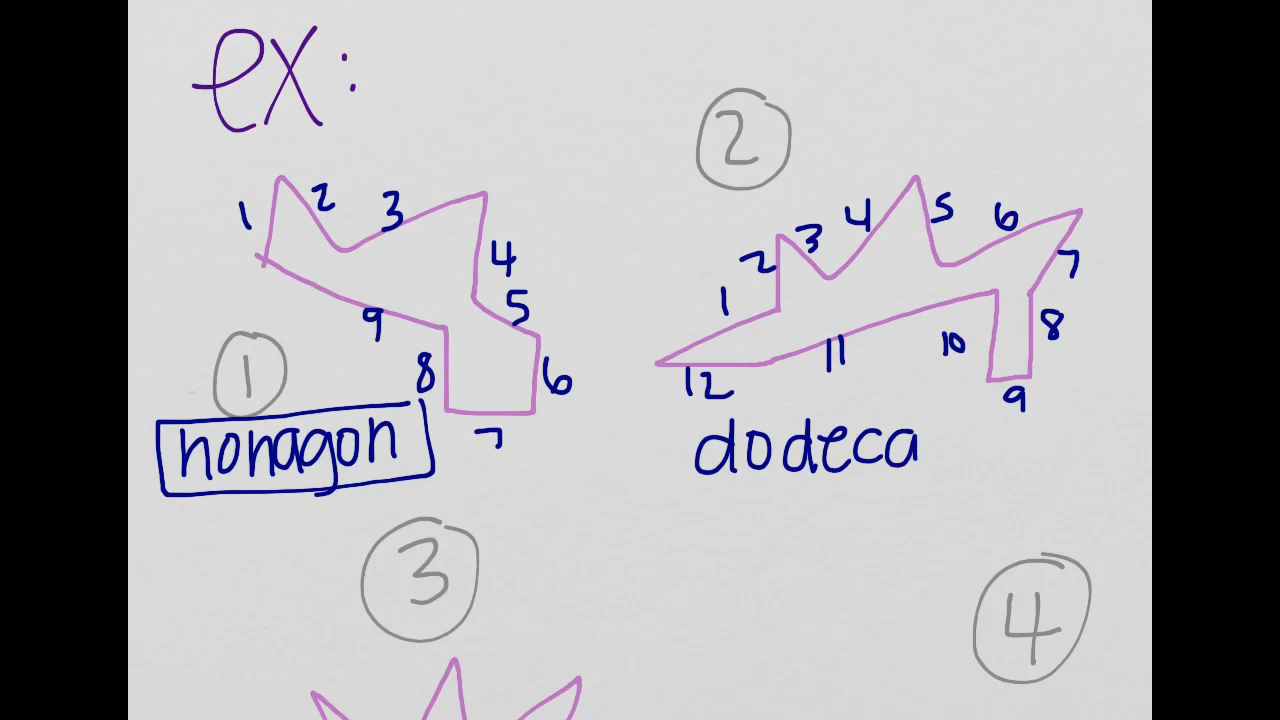 ex:
2
1 2 3 4 5 6 7 8 9
1 2 3 4 5 6 7 8 9 10 11 12
1
nonagon
dodeca
3
4